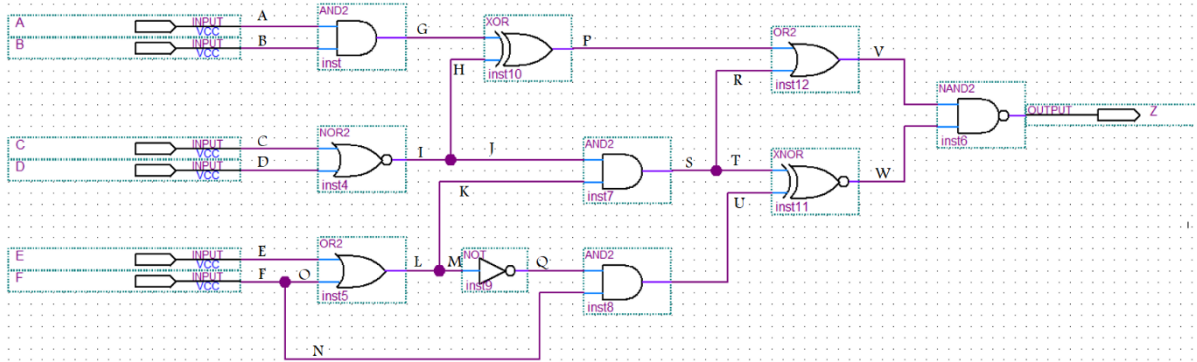 A
INPUT
VCC
A
AND2
inst
G
B
INPUT
VCC
B
XOR
inst10
H
P
OR2
inst12
R
V
NAND2
inst6
OUTPUT
Z
C
INPUT
VCC
C
NOR2
inst4
I
J
D
INPUT
VCC
D
AND2
inst7
K
S
T
XNOR
inst11
U
W
E
INPUT
VCC
E
OR2
inst5
L
M
NOT
inst9
Q
AND2
inst8
F
INPUT
VCC
F
O
N